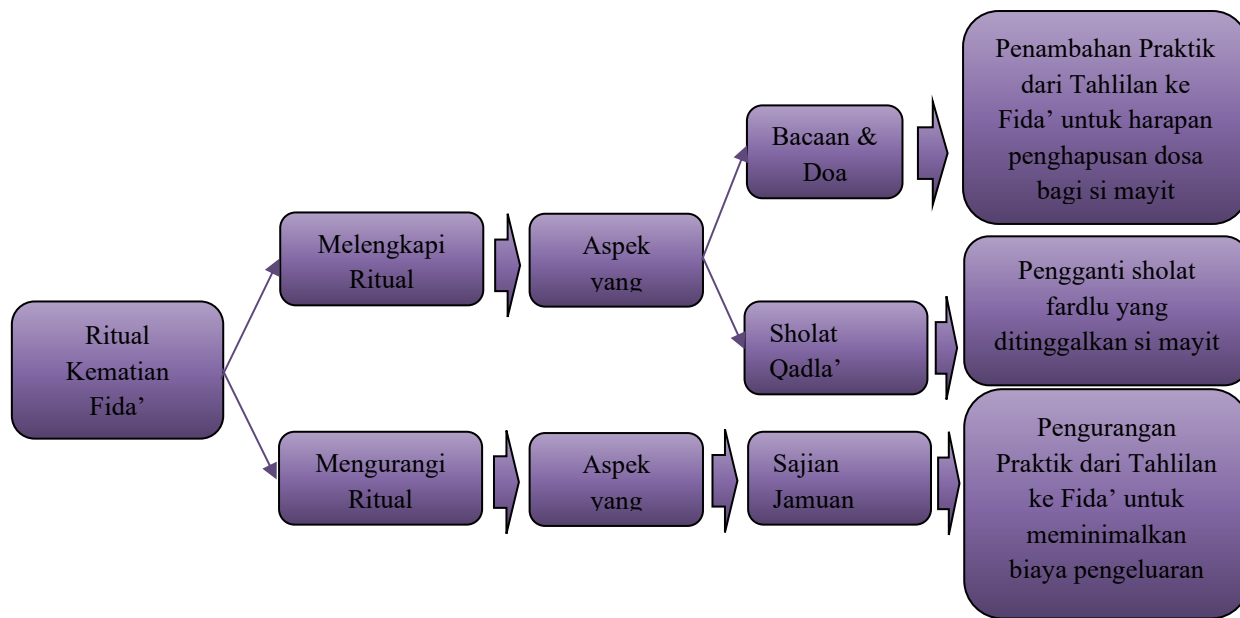 Ritual
Kematian
Fida’
Melengkapi
Ritual
Aspek
yang
Bacaan &
Doa
Penambahan Praktik
dari Tahlilan ke
Fida’ untuk harapan
penghapusan dosa
bagi si mayit
Sholat
Qadla’
Pengganti sholat
fardlu yang
ditinggalkan si mayit
Mengurangi
Ritual
Aspek
yang
Sajian
Jamuan
Pengurangan
Praktik dari Tahlilan
ke Fida’ untuk
meminimalkan
biaya pengeluaran